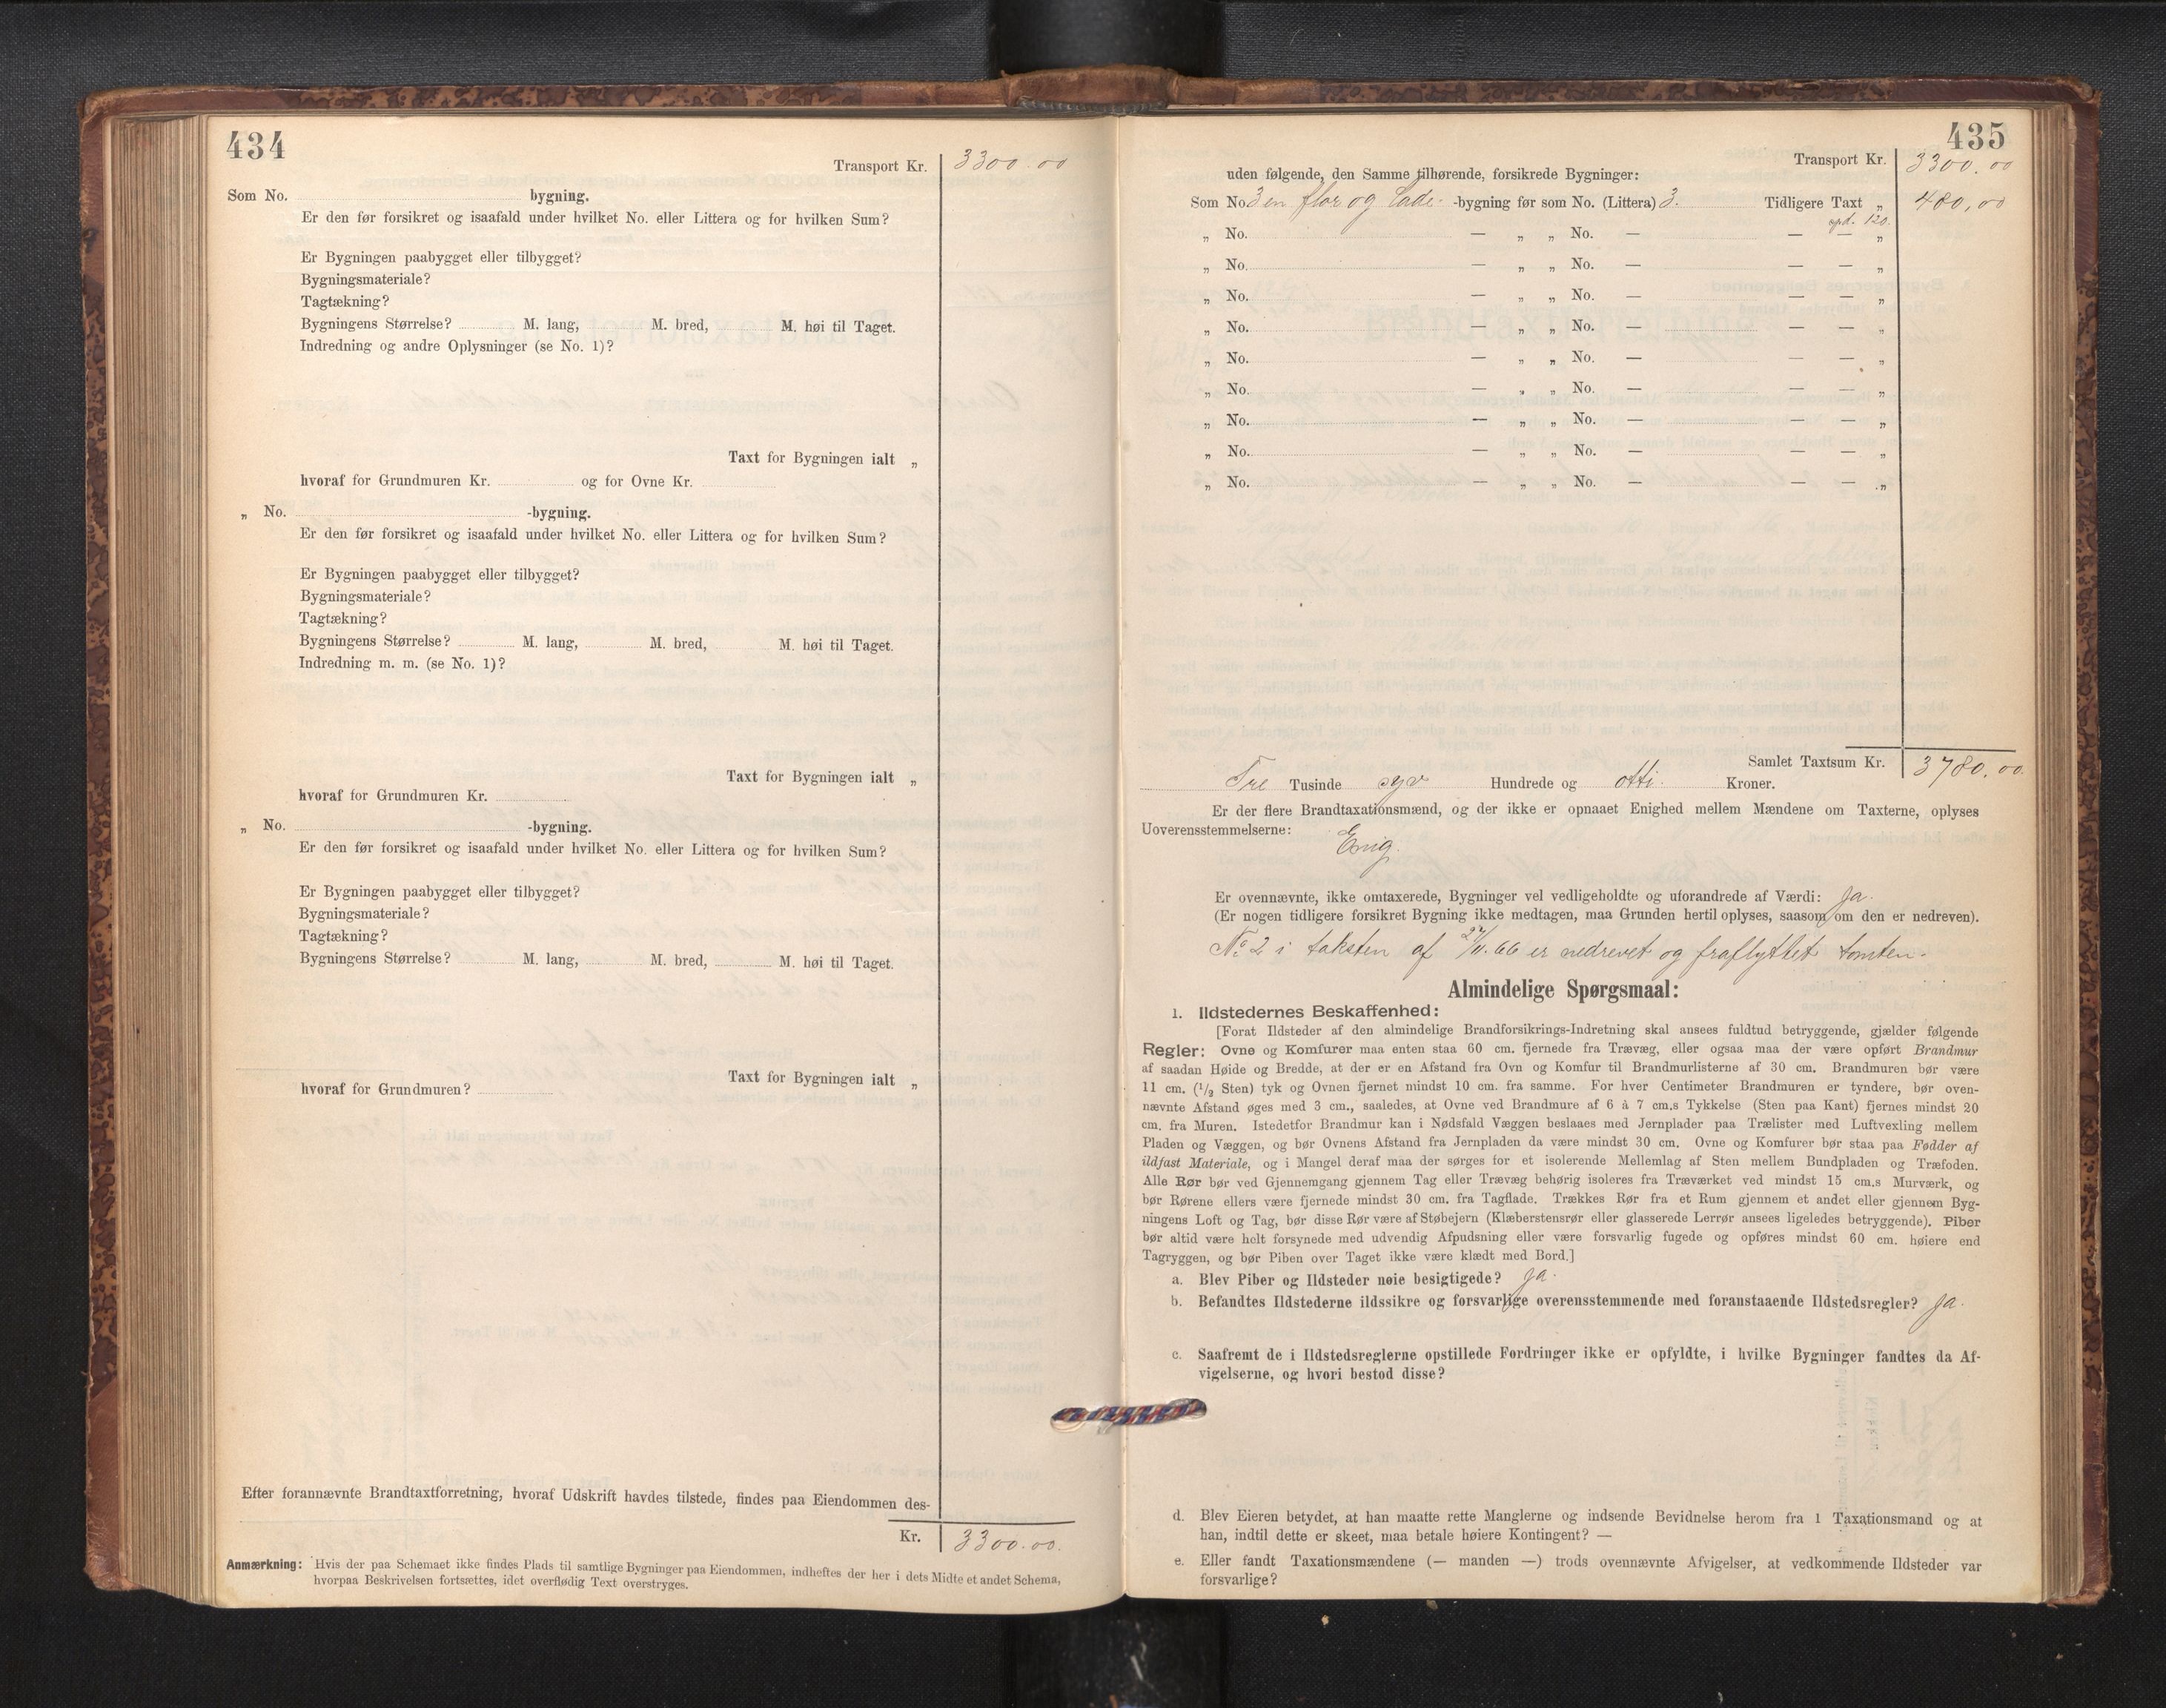 434
Transport Kr. 3300.00
Som No. bygning.
Er den før forsikret og isaafald under hvilket No. eller Littera og for hvilken Sum?
Er Bygningen paabygget eller tilbygget?
Bygningsmateriale?
Tagtækning?
Bygningens Størrelse? M. lang, M. bred, M. høi til Taget.
Indredning og andre Oplysninger (se No. 1)?
Taxt for Bygningen ialt „
hvoraf for Grundmuren Kr. og for Ovne Kr.
„ No. -bygning.
Er den før forsikret og isaafald under hvilket No. eller Littera og for hvilken Sum?
Er Bygningen paabygget eller tilbygget?
Bygningsmateriale?
Tagtækning?
Bygningens Størrelse? M. lang, M. bred, M. høi til Taget.
Indredning m. m. (se No. 1)?
Taxt for Bygningen ialt „
hvoraf for Grundmuren Kr.
„ No. -bygning.
Er den før forsikret og isaafald under hvilket No. eller Littera og for hvilken Sum?
Er Bygningen paabygget eller tilbygget?
Bygningsmateriale?
Tagtækning?
Bygningens Størrelse? M. lang, M. bred, M. høi til Taget.
Taxt for Bygningen ialt „
hvoraf for Grundmuren?
Efter forannævnte Brandtaxtforretning, hvoraf Udskrift havdes tilstede, findes paa Eiendommen des-
Kr. 3300.00.
Anmærkning: Hvis der paa Schemaet ikke findes Plads til samtlige Bygninger paa Eiendommen, indheftes der her i dets Midte et andet Schema,
hvorpaa Beskrivelsen fortsættes, idet overflødig Text overstryges.
435
Transport Kr. 3300.00
uden følgende, den Samme tilhørende, forsikrede Bygninger:
Som No. 3 en flor og lade- -bygning før som No. (Littera) 3. Tidligere Taxt „ 480,00
opd. 120.
„ No. — „ „ No. — — — „
„ No. — „ „ No. — — — „
„ No. — „ „ No. — — — „
„ No. — „ „ No. — — — „
„ No. — „ „ No. — — — „
„ No. — „ „ No. — — — „
„ No. — „ „ No. — — — „
„ No. — „ „ No. — — — „
„ No. — „ „ No. — — — „
Samlet Taxtsum Kr. 3780.00
Tre Tusinde syv Hundrede og otti. Kroner.
Er der flere Brandtaxationsmænd, og der ikke er opnaaet Enighed mellem Mændene om Taxterne, oplyses
Uoverensstemmelserne:
Enig.
Er ovennævnte, ikke omtaxerede, Bygninger vel vedligeholdte og uforandrede af Værdi: Ja.
(Er nogen tidligere forsikret Bygning ikke medtagen, maa Grunden hertil oplyses, saasom om den er nedreven).
No 2 i taksten af 27/11.66 er nedrevet og fraflyttet tomten.
Almindelige Spørgsmaal:
1. Ildstedernes Beskaffenhed:
[Forat Ildsteder af den almindelige Brandforsikrings-Indretning skal ansees fuldtud betryggende, gjælder følgende
Regler: Ovne og Komfurer maa enten staa 60 cm. fjernede fra Trævæg, eller ogsaa maa der være opført Brandmur
af saadan Høide og Bredde, at der er en Afstand fra Ovn og Komfur til Brandmurlisterne af 30 cm. Brandmuren bør være
11 cm. (1/2 Sten) tyk og Ovnen fjernet mindst 10 cm. fra samme. For hver Centimeter Brandmuren er tyndere, bør oven-
nævnte Afstand øges med 3 cm., saaledes, at Ovne ved Brandmure af 6 à 7 cm.s Tykkelse (Sten paa Kant) fjernes mindst 20
cm. fra Muren. Istedetfor Brandmur kan i Nødsfald Væggen beslaaes med Jernplader paa Trælister med Luftvexling mellem
Pladen og Væggen, og bør Ovnens Afstand fra Jernpladen da være mindst 30 cm. Ovne og Komfurer bør staa paa Fødder af
ildfast Materiale, og i Mangel deraf maa der sørges for et isolerende Mellemlag af Sten mellem Bundpladen og Træfoden.
Alle Rør bør ved Gjennemgang gjennem Tag eller Trævæg behørig isoleres fra Træværket ved mindst 15 cm.s Murværk, og
bør Rørene ellers være fjernede mindst 30 cm. fra Tagflade. Trækkes Rør fra et Rum gjennem et andet eller gjennem Byg-
ningens Loft og Tag, bør disse Rør være af Støbejern (Klæberstensrør eller glasserede Lerrør ansees ligeledes betryggende). Piber
bør altid være helt forsynede med udvendig Afpudsning eller være forsvarlig fugede og opføres mindst 60 cm. høiere end
Tagryggen, og bør Piben over Taget ikke være klædt med Bord.]
a. Blev Piber og Ildsteder nøie besigtigede? Ja.
b. Befandtes Ildstederne ildssikre og forsvarlige overensstemmende med foranstaaende Ildstedsregler? Ja.
c. Saafremt de i Ildstedsreglerne opstillede Fordringer ikke er opfyldte, i hvilke Bygninger fandtes da Af-
vigelserne, og hvori bestod disse?
d. Blev Eieren betydet, at han maatte rette Manglerne og indsende Bevidnelse herom fra 1 Taxationsmand og at
han, indtil dette er skeet, maa betale høiere Kontingent? —
e. Eller fandt Taxationsmændene (— manden —) trods ovennævnte Afvigelser, at vedkommende Ildsteder var
forsvarlige?